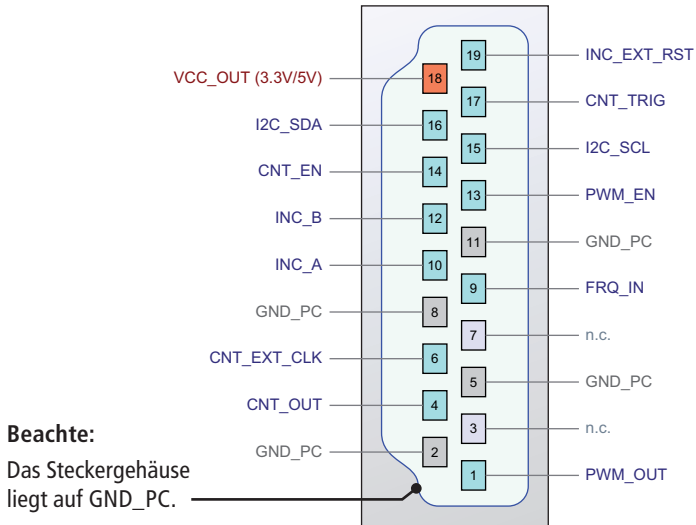 19 INC_EXT_RST
VCC_OUT (3.3V/5V) 18
17 CNT_TRIG
I2C_SDA 16
15 I2C_SCL
CNT_EN 14
13 PWM_EN
INC_B 12
11 GND_PC
INC_A 10
9 FRQ_IN
GND_PC 8
7 n.c.
CNT_EXT_CLK 6
5 GND_PC
CNT_OUT 4
3 n.c.
GND_PC 2
1 PWM_OUT
Beachte:
Das Steckergehäuse
liegt auf GND_PC.